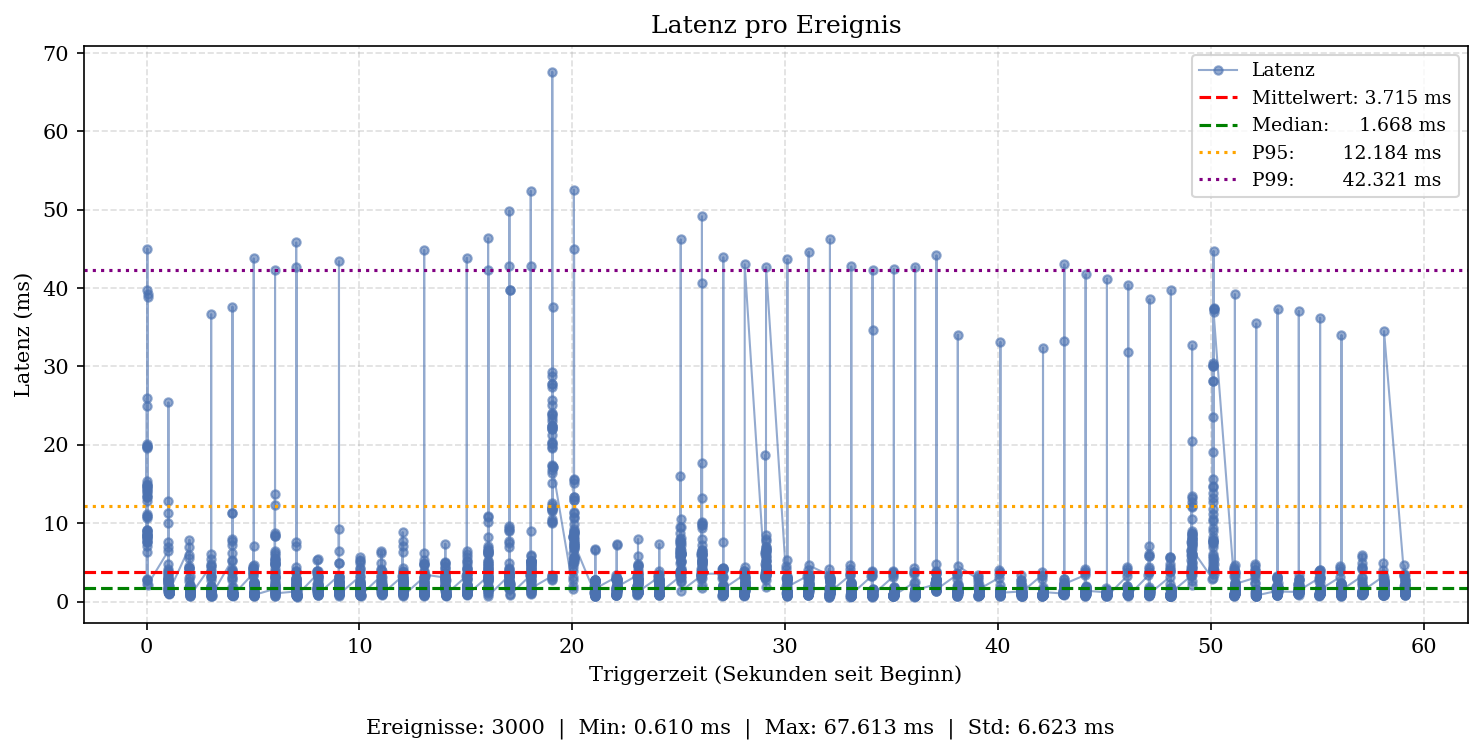 Latenz pro Ereignis
Latenz (ms)
70
60
50
40
30
20
10
0
Latenz
Mittelwert: 3.715 ms
Median: 1.668 ms
P95: 12.184 ms
P99: 42.321 ms
0 10 20 30 40 50 60
Triggerzeit (Sekunden seit Beginn)
Ereignisse: 3000 | Min: 0.610 ms | Max: 67.613 ms | Std: 6.623 ms